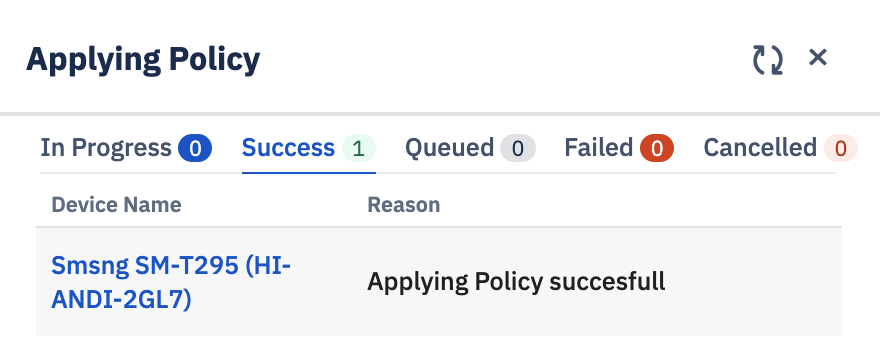 Applying Policy
In Progress 0 Success 1 Queued 0 Failed 0 Cancelled 0
Device Name Reason
Smsng SM-T295 (HI-
ANDI-2GL7)
Applying Policy succesfull